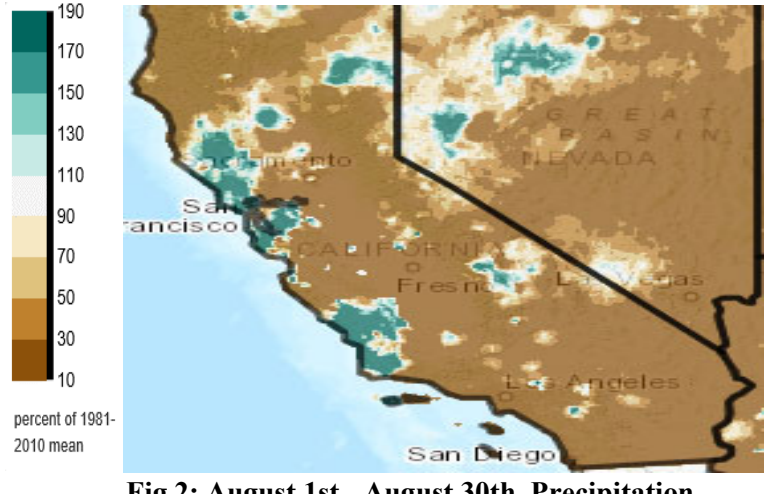 190
170
150
130
110
90
70
50
30
10
percent of 1981-
2010 mean
GREAT
BASIN
NEVADA
Sacramento
San
Francisco
CALIFORNIA
Fresno
Las Vegas
Los Angeles
San Diego
Fig 2: August 1st - August 30th Precipitation